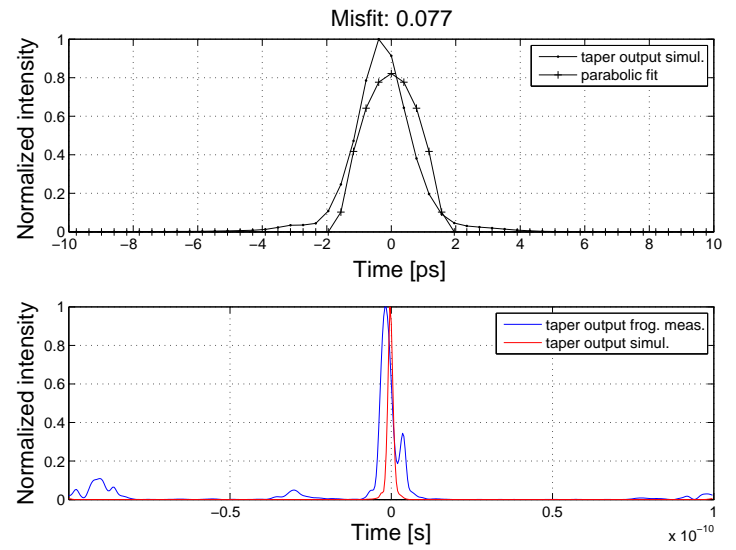 Misfit: 0.077
Normalized intensity
1
0.8
0.6
0.4
0.2
0
taper output simul.
parabolic fit
−10 −8 −6 −4 −2 0 2 4 6 8 10
Time [ps]
Normalized intensity
1
0.8
0.6
0.4
0.2
0
taper output frog. meas.
taper output simul.
−0.5 0 0.5 1
x 10⁻¹⁰
Time [s]